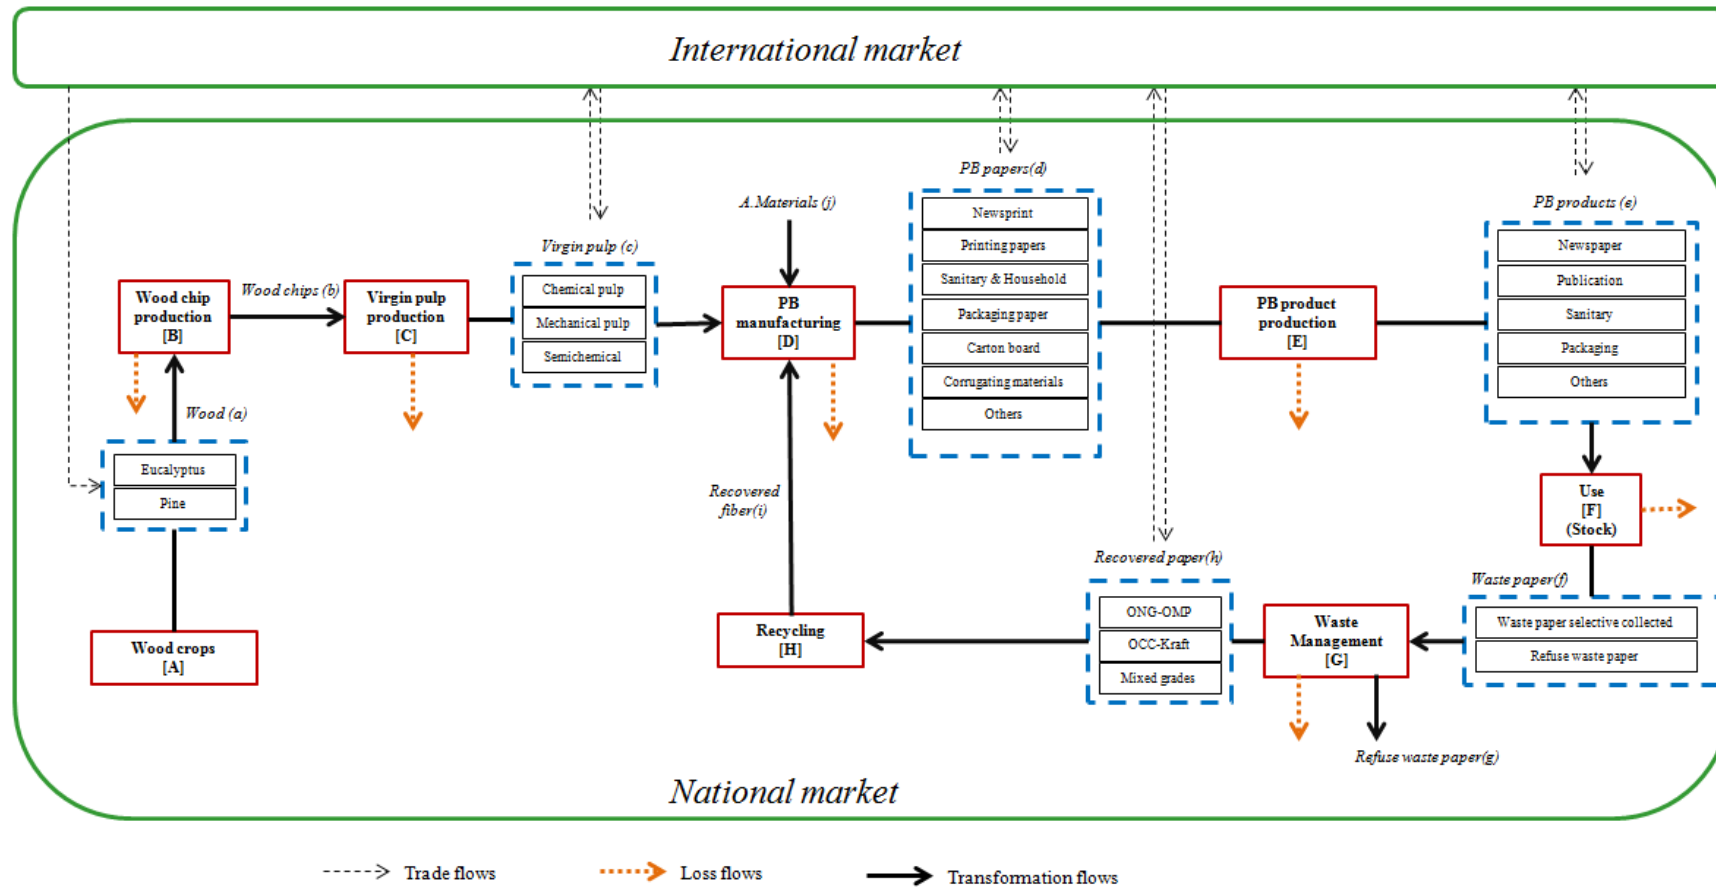 International market
PB papers(d)
A.Materials (j)
Newsprint
PB products (e)
Virgin pulp (c)
Printing papers
Newspaper
Wood chip
production
[B]
Wood chips (b)
Virgin pulp
production
[C]
Chemical pulp
Mechanical pulp
Semichemical
PB
manufacturing
[D]
Sanitary & Household
Packaging paper
Carton board
Corrugating materials
Others
PB product
production
[E]
Publication
Sanitary
Packaging
Others
Wood (a)
Eucalyptus
Pine
Recovered
fiber(i)
Use
[F]
(Stock)
Recovered paper(h)
Waste paper(f)
Wood crops
[A]
Recycling
[H]
ONG-OMP
OCC-Kraft
Mixed grades
Waste
Management
[G]
Waste paper selective collected
Refuse waste paper
Refuse waste paper(g)
National market
Trade flows
Loss flows
Transformation flows